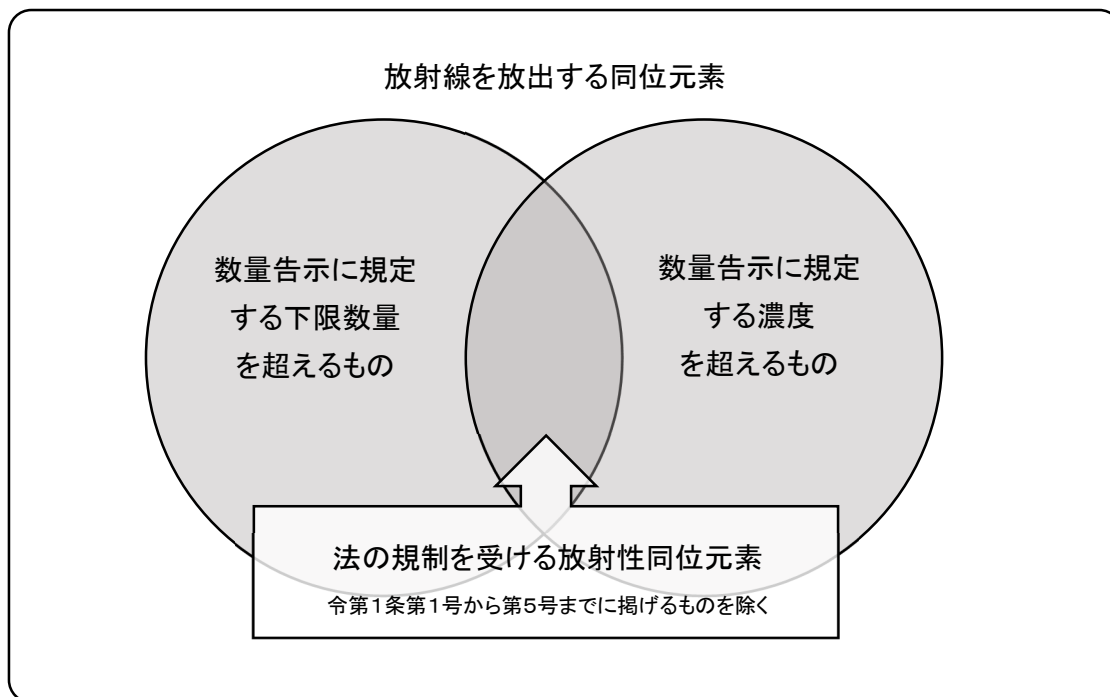 放射線を放出する同位元素
数量告示に規定
する下限数量
を超えるもの
数量告示に規定
する濃度
を超えるもの
法の規制を受ける放射性同位元素
令第１条第１号から第５号までに掲げるものを除く